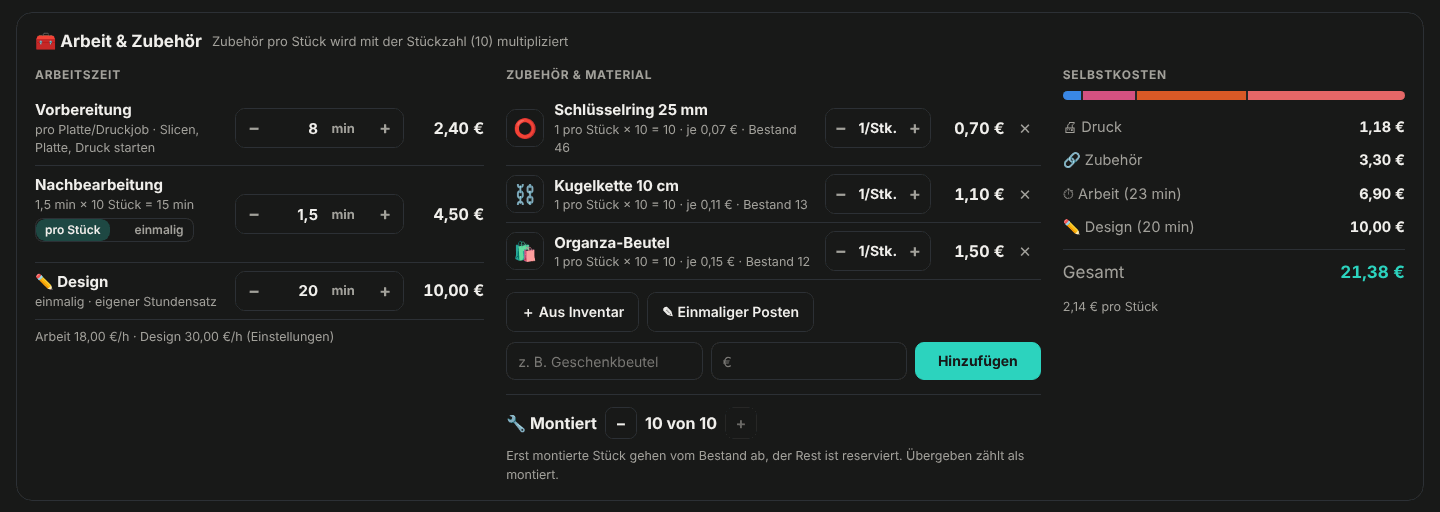 🧰 Arbeit & Zubehör Zubehör pro Stück wird mit der Stückzahl (10) multipliziert
ARBEITSZEIT
Vorbereitung
pro Platte/Druckjob · Slicen,
Platte, Druck starten
− 8 min + 2,40 €
Nachbearbeitung
1,5 min × 10 Stück = 15 min
pro Stück einmalig
− 1,5 min + 4,50 €
✏️ Design
einmalig · eigener Stundensatz
− 20 min + 10,00 €
Arbeit 18,00 €/h · Design 30,00 €/h (Einstellungen)
ZUBEHÖR & MATERIAL
Schlüsselring 25 mm
1 pro Stück × 10 = 10 · je 0,07 € · Bestand
46
− 1/Stk. + 0,70 € ×
Kugelkette 10 cm
1 pro Stück × 10 = 10 · je 0,11 € · Bestand 13
− 1/Stk. + 1,10 € ×
Organza-Beutel
1 pro Stück × 10 = 10 · je 0,15 € · Bestand 12
− 1/Stk. + 1,50 € ×
+ Aus Inventar ✎ Einmaliger Posten
z. B. Geschenkbeutel € Hinzufügen
🔧 Montiert − 10 von 10 +
Erst montierte Stück gehen vom Bestand ab, der Rest ist reserviert. Übergeben zählt als
montiert.
SELBSTKOSTEN
🖨 Druck 1,18 €
🔗 Zubehör 3,30 €
⏱ Arbeit (23 min) 6,90 €
✏️ Design (20 min) 10,00 €
Gesamt 21,38 €
2,14 € pro Stück